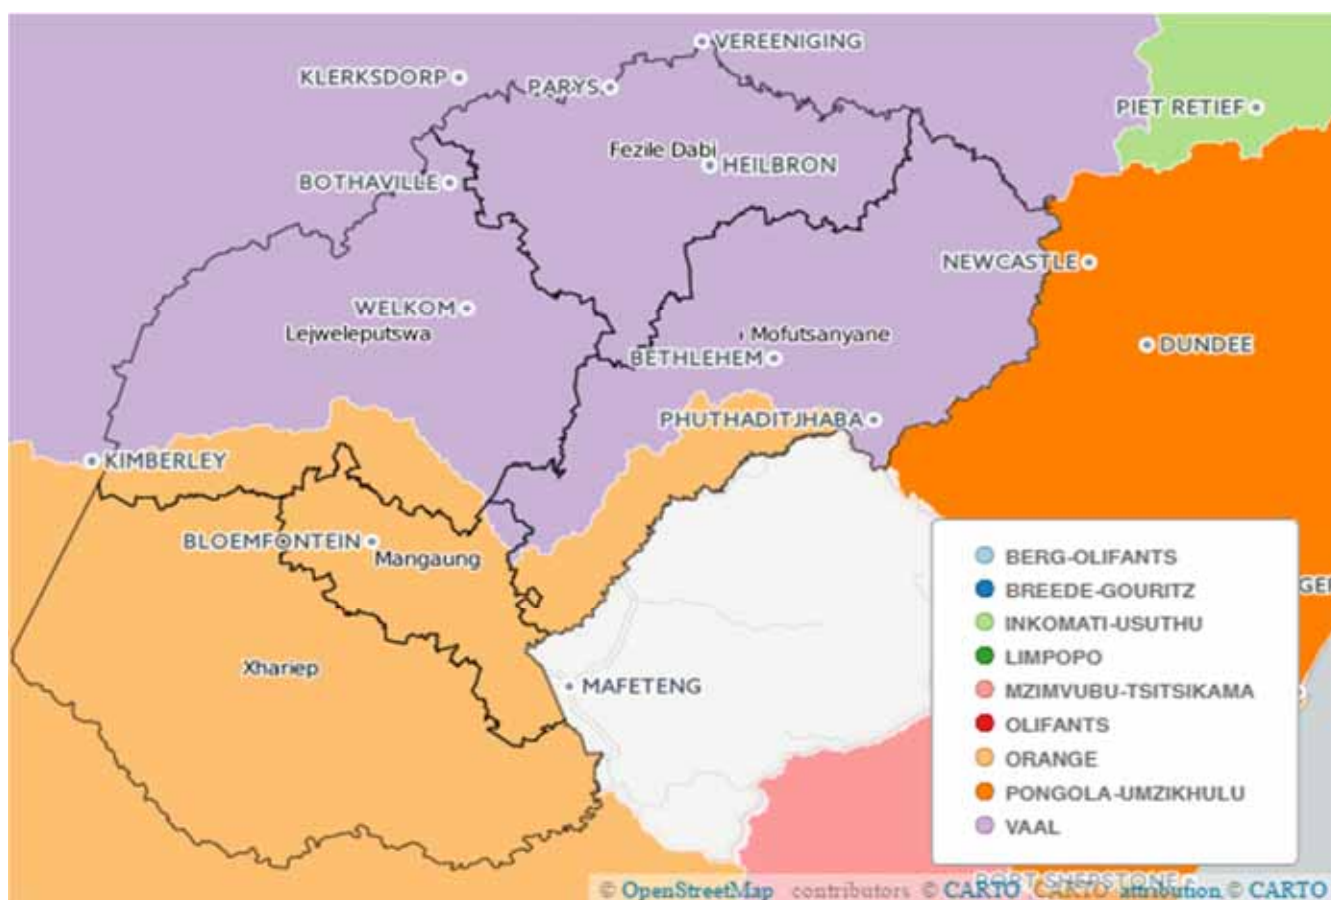 VEREENIGING
KLERKSDORP
PARYS
PIET RETIEF
Fezile Dabi
HEILBRON
BOTHAVILLE
NEWCASTLE
WELKOM
Lejweleputswa
Mofutsanyane
DUNDEE
BETHLEHEM
PHUTHADITJHABA
KIMBERLEY
BLOEMFONTEIN
Mangaung
Xhariep
MAFETENG
BERG-OLIFANTS
BREEDE-GOURITZ
INKOMATI-USUTHU
LIMPOPO
MZIMVUBU-TSITSIKAMA
OLIFANTS
ORANGE
PONGOLA-UMZIKHULU
VAAL
PORT SHEPSTONE
© OpenStreetMap contributors © CARTO, CARTO attribution © CARTO